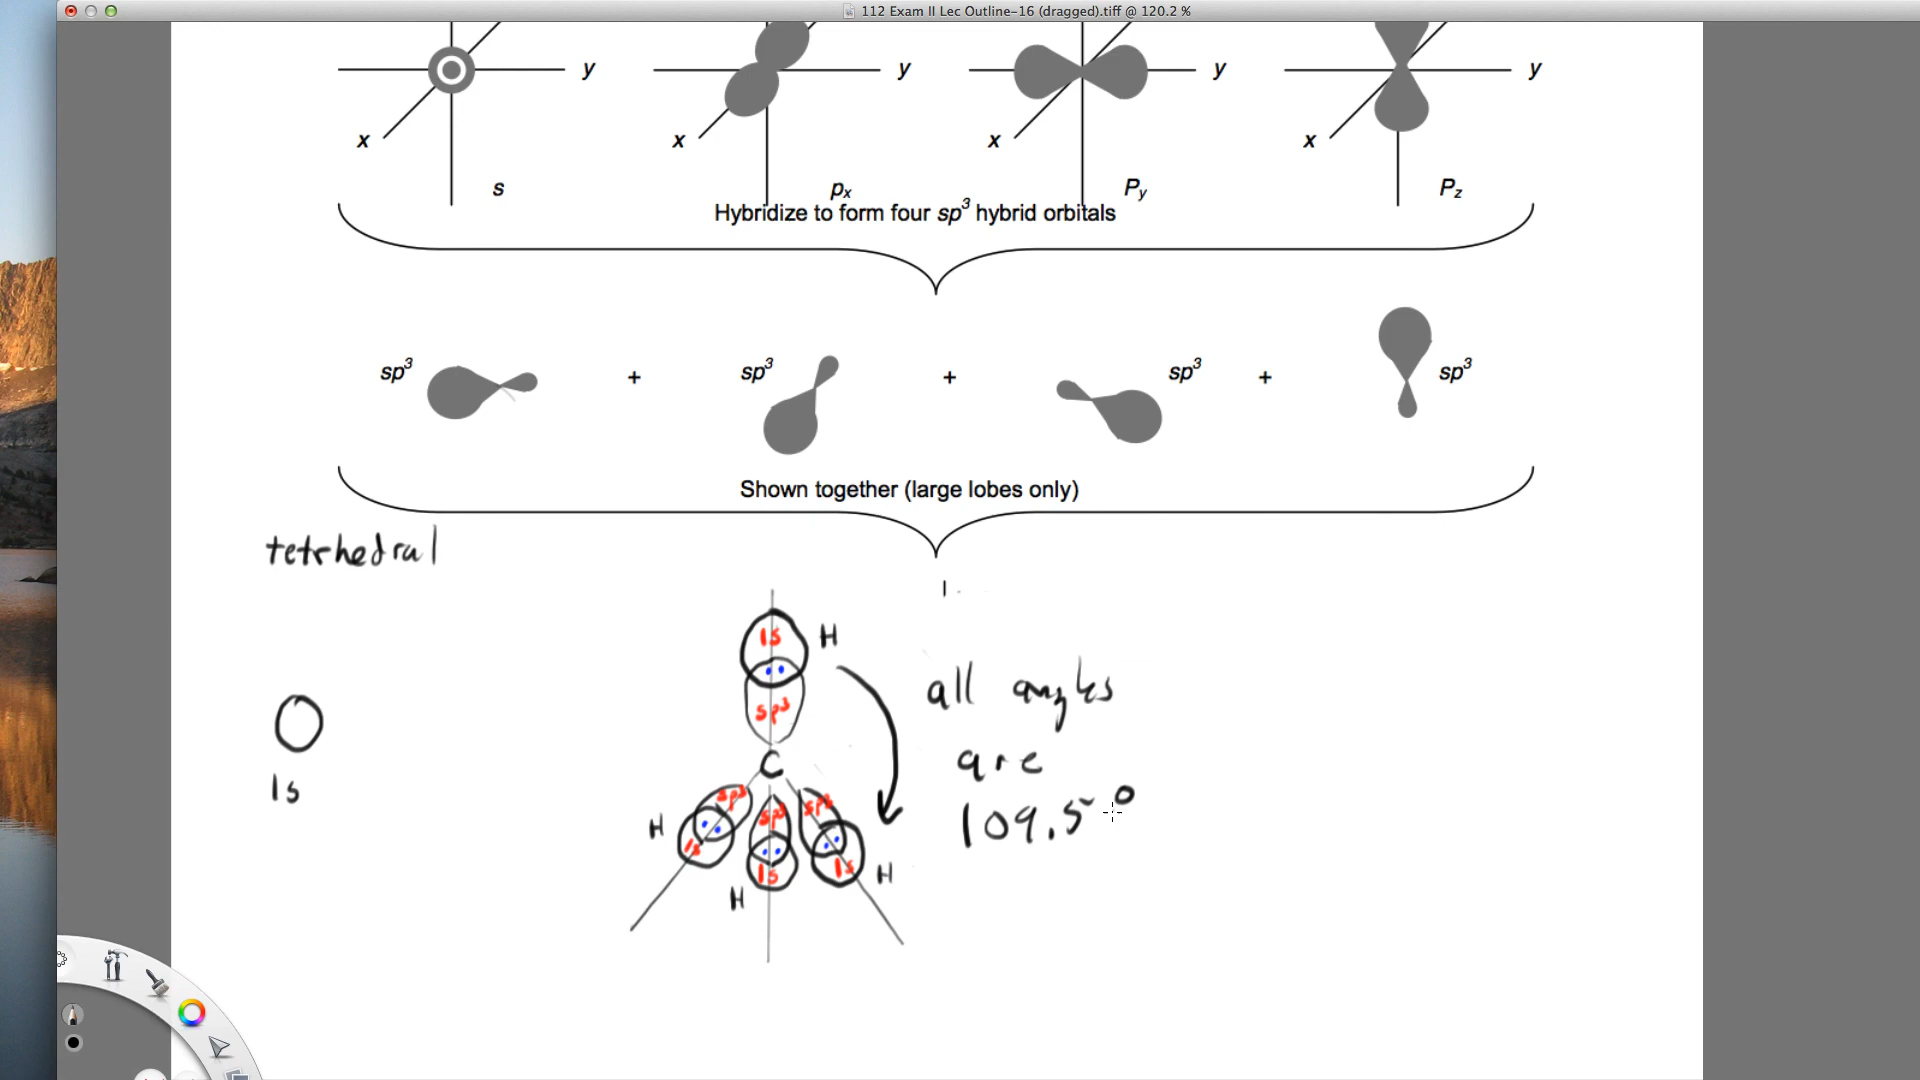 112 Exam II Lec Outline-16 (dragged).tiff @ 120.2 %
y y y y
x x x x
s px Py Pz
Hybridize to form four sp³ hybrid orbitals
sp³ + sp³ + sp³ + sp³
Shown together (large lobes only)
tetrhedral
1s H
sp³
all angles
are
109.5°
C
sp³ sp³ sp³
H 1s 1s 1s H
H
1s